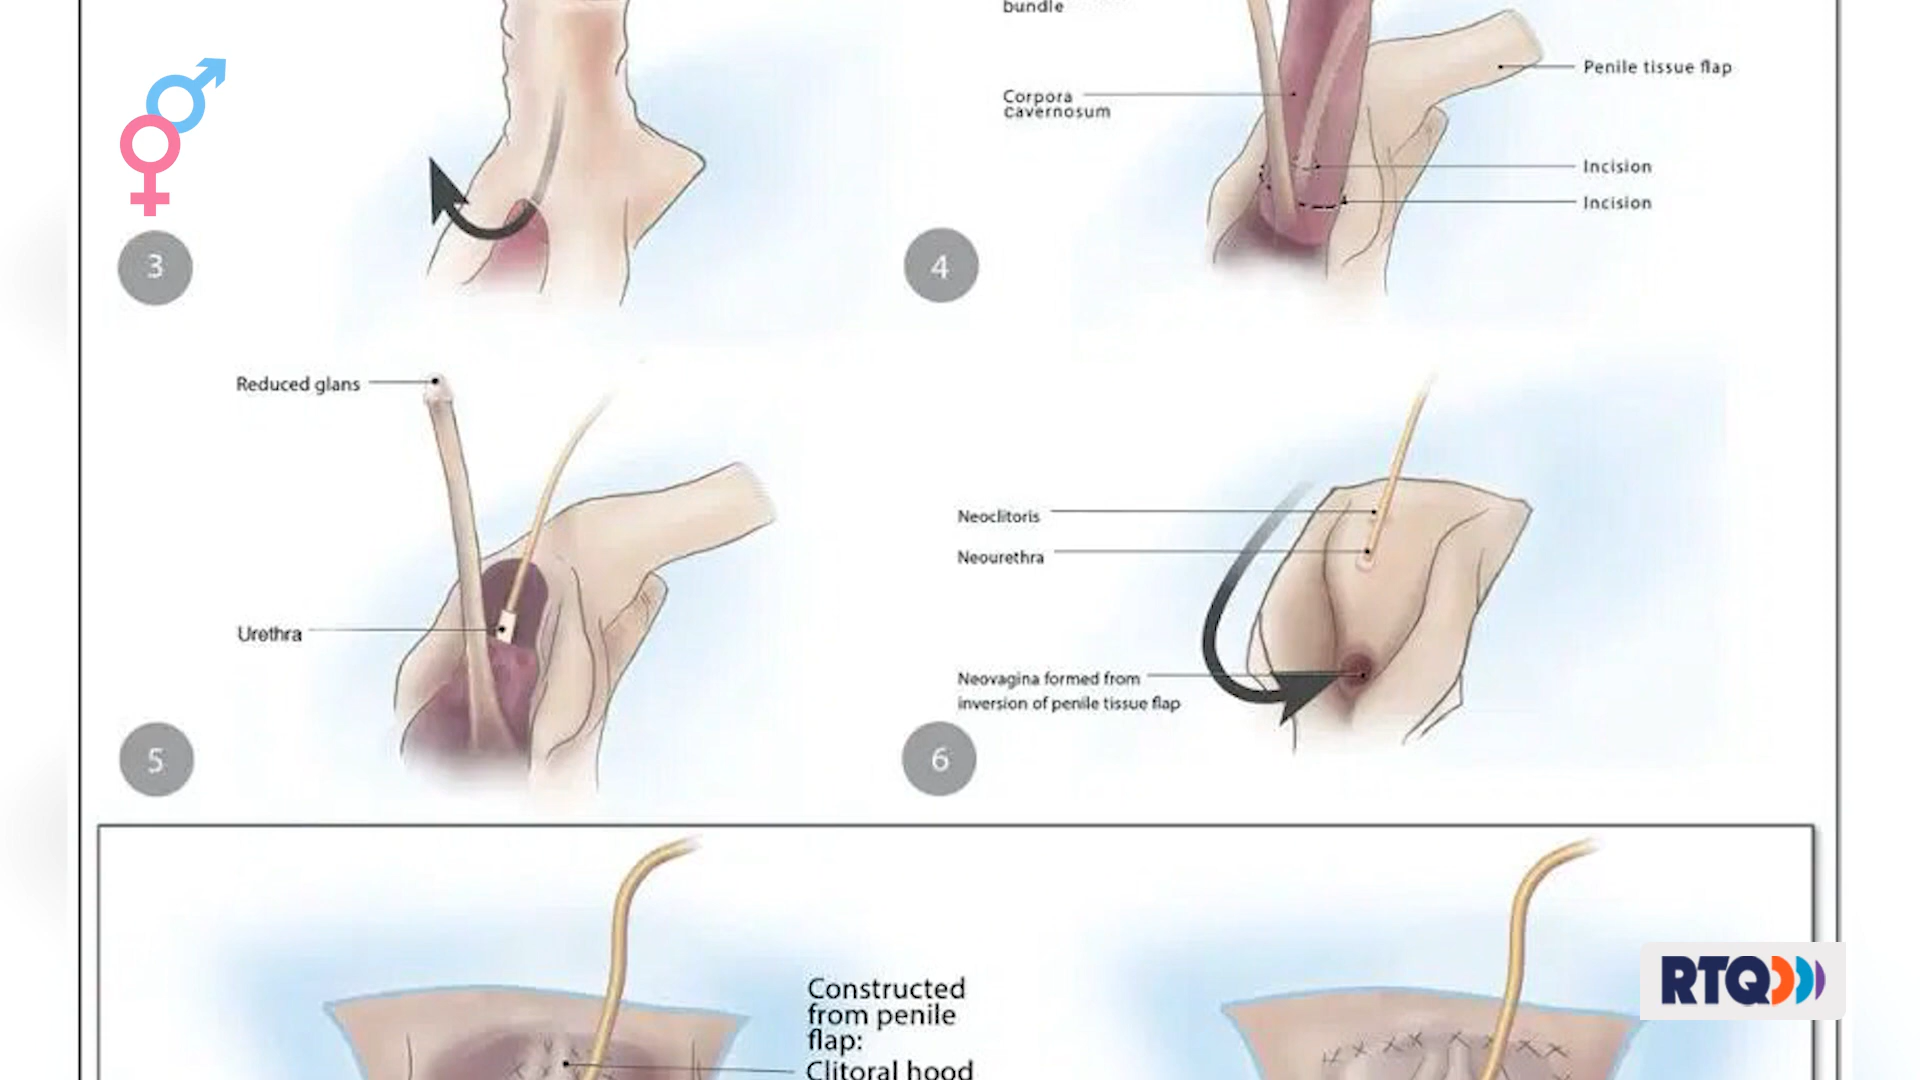 bundle
Penile tissue flap
Corpora
cavernosum
Incision
Incision
3
4
Reduced glans
Urethra
Neoclitoris
Neourethra
Neovagina formed from
inversion of penile tissue flap
5
6
Constructed
from penile
flap:
Clitoral hood
RTQ